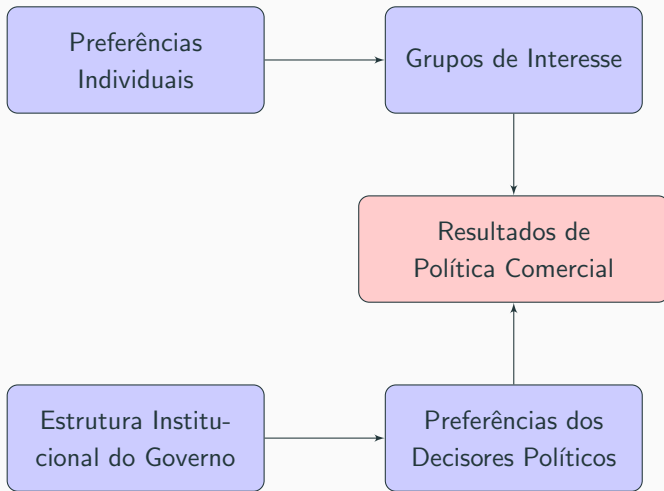 Preferências
Individuais
Grupos de Interesse
Resultados de
Política Comercial
Estrutura Institu-
cional do Governo
Preferências dos
Decisores Políticos